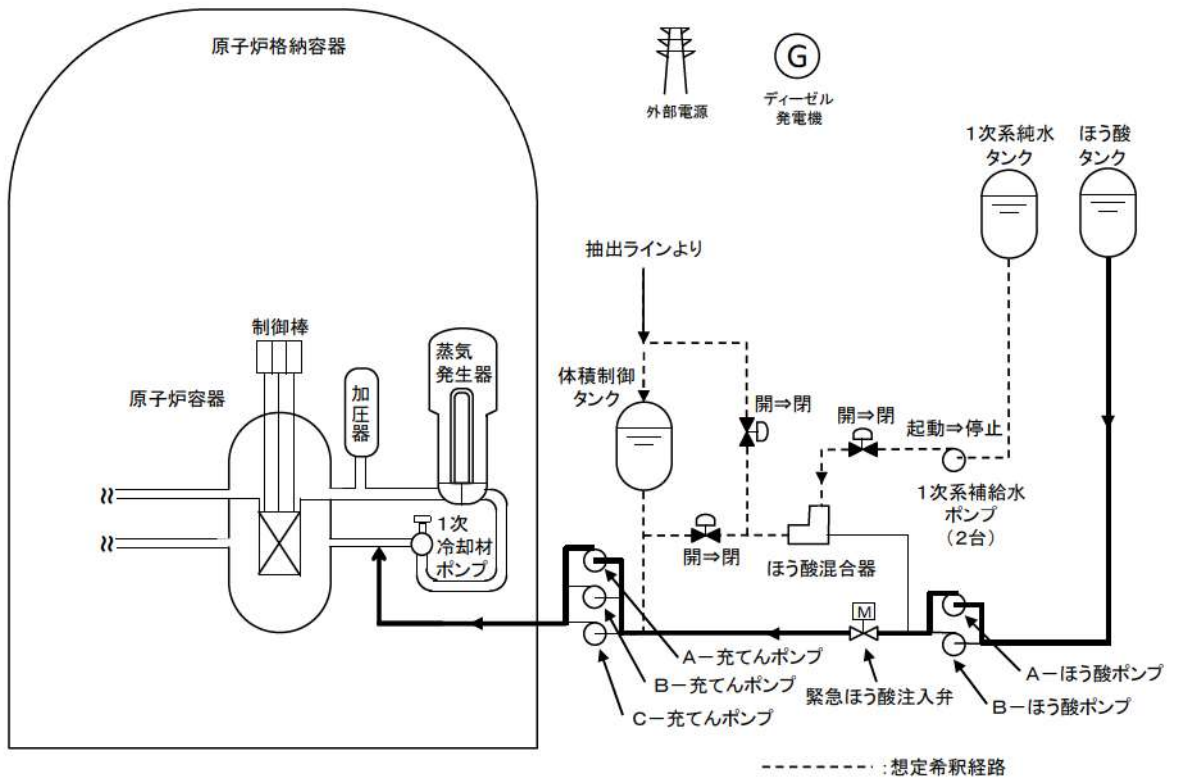 原子炉格納容器
外部電源
G
ディーゼル
発電機
1次系純水
タンク
ほう酸
タンク
抽出ラインより
制御棒
原子炉容器
加圧器
蒸気
発生器
体積制御
タンク
開⇒閉
開⇒閉
起動⇒停止
1次系補給水
ポンプ
(2台)
1次
冷却材
ポンプ
開⇒閉
ほう酸混合器
M
A-充てんポンプ
B-充てんポンプ
C-充てんポンプ
緊急ほう酸注入弁
A-ほう酸ポンプ
B-ほう酸ポンプ
:想定希釈経路